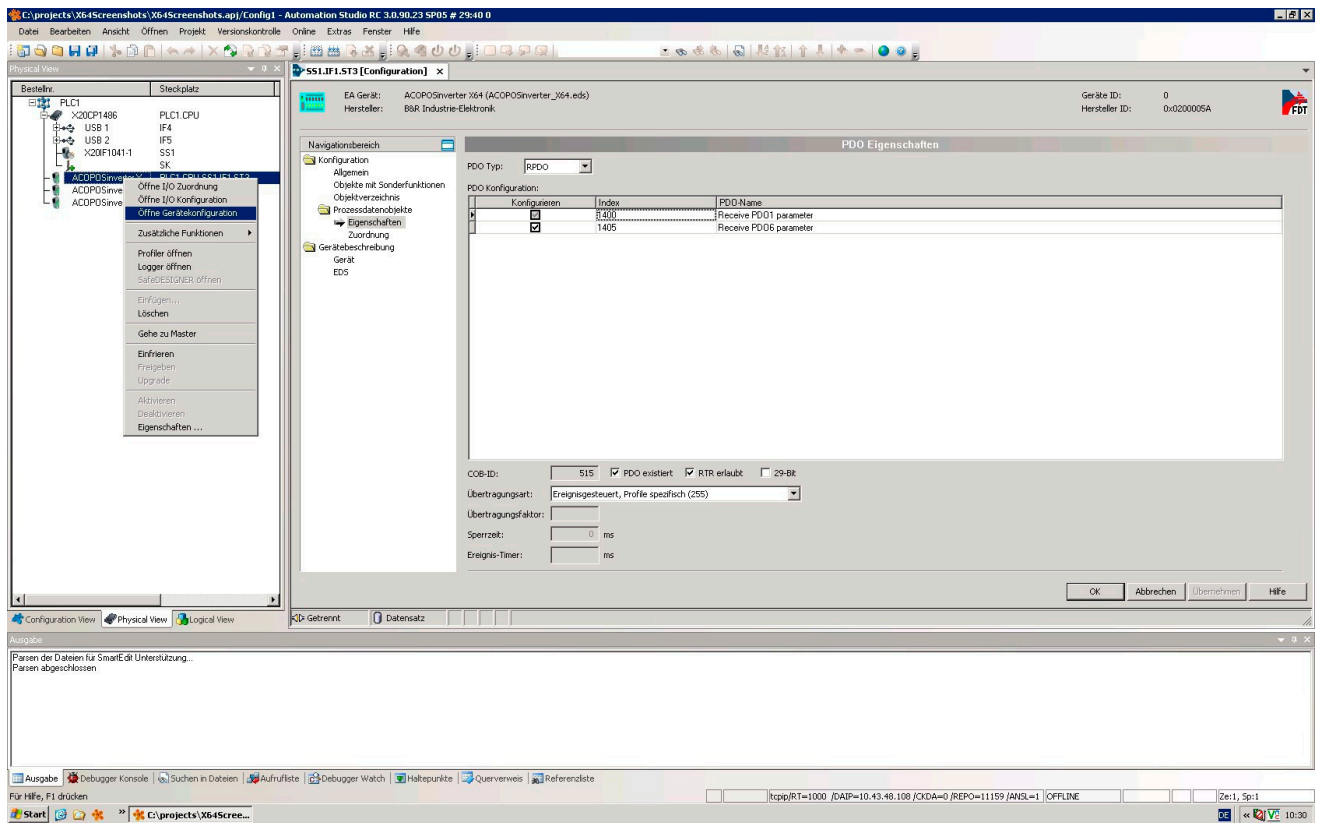 C:\projects\X64Screenshots\X64Screenshots.apj/Config1 - Automation Studio RC 3.0.90.23 SP05 # 29:40 0
Datei Bearbeiten Ansicht Öffnen Projekt Versionskontrolle Online Extras Fenster Hilfe
Physical View
Bestellnr. Steckplatz
PLC1
X20CP1486 PLC1.CPU
USB 1 IF4
USB 2 IF5
X20IF1041-1 SS1
SK
ACOPOSinverter X PLC1.CPU.SS1.IF1.ST3
ACOPOSinve
ACOPOSinve
Öffne I/O Zuordnung
Öffne I/O Konfiguration
Öffne Gerätekonfiguration
Zusätzliche Funktionen
Profiler öffnen
Logger öffnen
SafeDESIGNER öffnen
Einfügen...
Löschen
Gehe zu Master
Einfrieren
Freigeben
Upgrade
Aktivieren
Deaktivieren
Eigenschaften ...
Configuration View Physical View Logical View
SS1.IF1.ST3 [Configuration] x
EA Gerät: ACOPOSinverter X64 (ACOPOSinverter_X64.eds)
Hersteller: B&R Industrie-Elektronik
Geräte ID: 0
Hersteller ID: 0x0200005A
FDT
Navigationsbereich
Konfiguration
Allgemein
Objekte mit Sonderfunktionen
Objektverzeichnis
Prozessdatenobjekte
Eigenschaften
Zuordnung
Gerätebeschreibung
Gerät
EDS
PDO Eigenschaften
PDO Typ: RPDO
PDO Konfiguration:
Konfigurieren Index PDO-Name
1400 Receive PDO1 parameter
1405 Receive PDO6 parameter
COB-ID: 515 PDO existiert RTR erlaubt 29-Bit
Übertragungsart: Ereignisgesteuert, Profile spezifisch (255)
Übertragungsfaktor:
Sperrzeit: 0 ms
Ereignis-Timer: ms
OK Abbrechen Übernehmen Hilfe
Getrennt Datensatz
Ausgabe
Parsen der Dateien für SmartEdit Unterstützung...
Parsen abgeschlossen
Ausgabe Debugger Konsole Suchen in Dateien Aufrufliste Debugger Watch Haltepunkte Querverweis Referenzliste
Für Hilfe, F1 drücken tcpip/RT=1000 /DAIP=10.43.48.108 /CKDA=0 /REPO=11159 /ANSL=1 OFFLINE Ze:1, Sp:1
Start » C:\projects\X64Scree... DE « 10:30